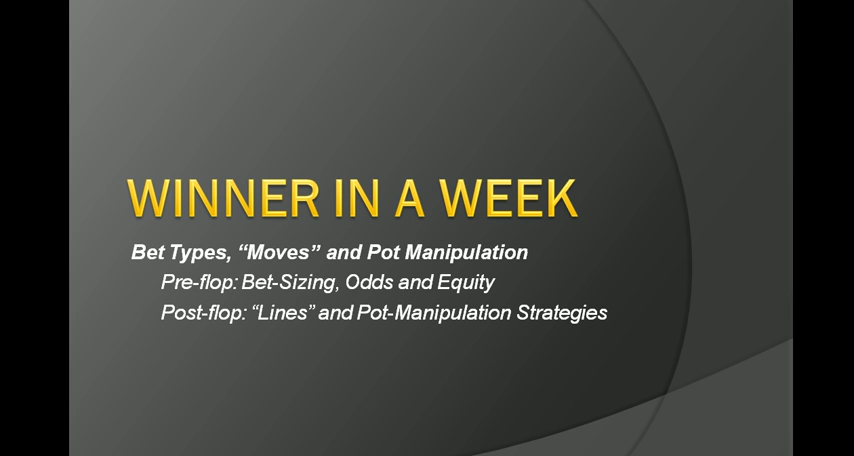 WINNER IN A WEEK
Bet Types, “Moves” and Pot Manipulation
Pre-flop: Bet-Sizing, Odds and Equity
Post-flop: “Lines” and Pot-Manipulation Strategies